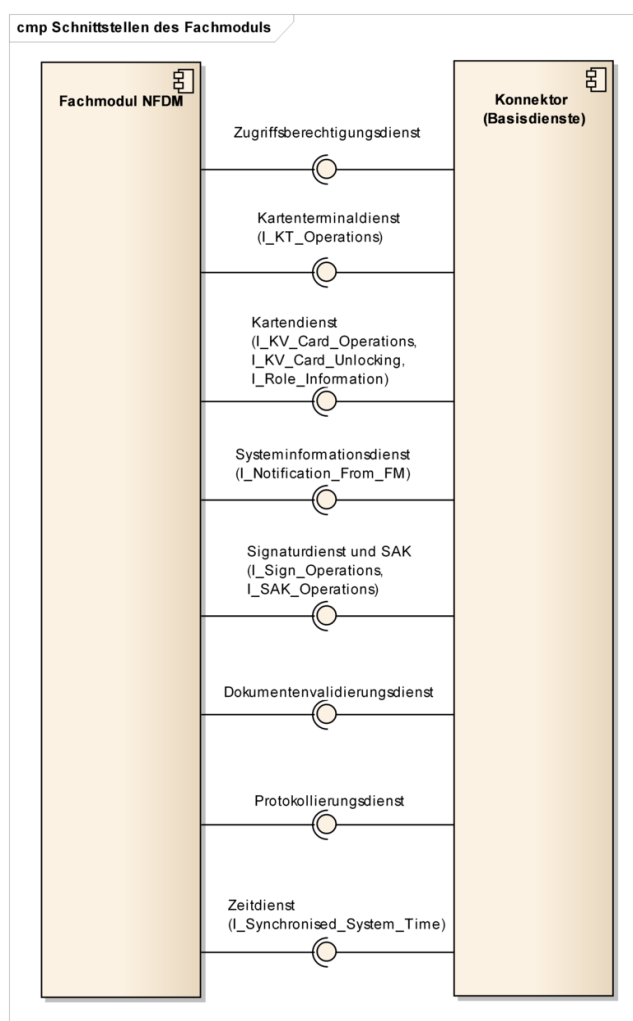 cmp Schnittstellen des Fachmoduls
Fachmodul NFDM
Konnektor
(Basisdienste)
Zugriffsberechtigungsdienst
Kartenterminaldienst
(I_KT_Operations)
Kartendienst
(I_KV_Card_Operations,
I_KV_Card_Unlocking,
I_Role_Information)
Systeminformationsdienst
(I_Notification_From_FM)
Signaturdienst und SAK
(I_Sign_Operations,
I_SAK_Operations)
Dokumentenvalidierungsdienst
Protokollierungsdienst
Zeitdienst
(I_Synchronised_System_Time)